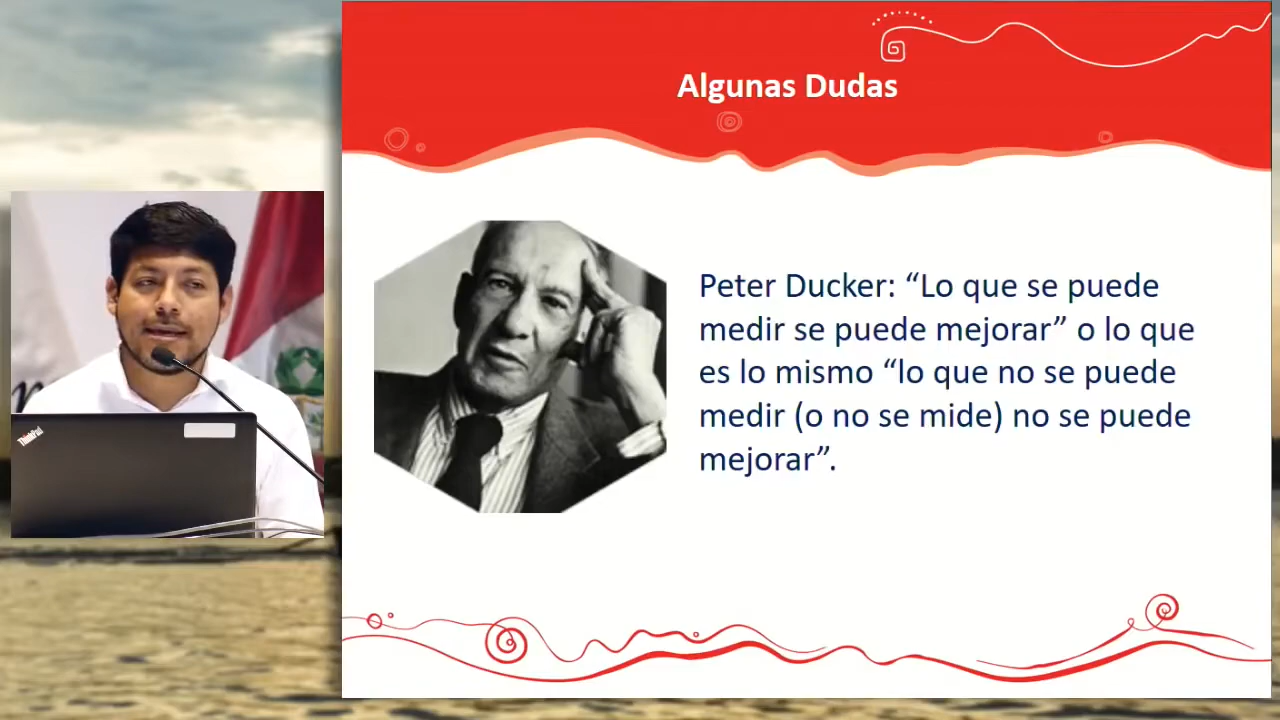 Algunas Dudas
Peter Ducker: “Lo que se puede
medir se puede mejorar” o lo que
es lo mismo “lo que no se puede
medir (o no se mide) no se puede
mejorar”.
ThinkPad